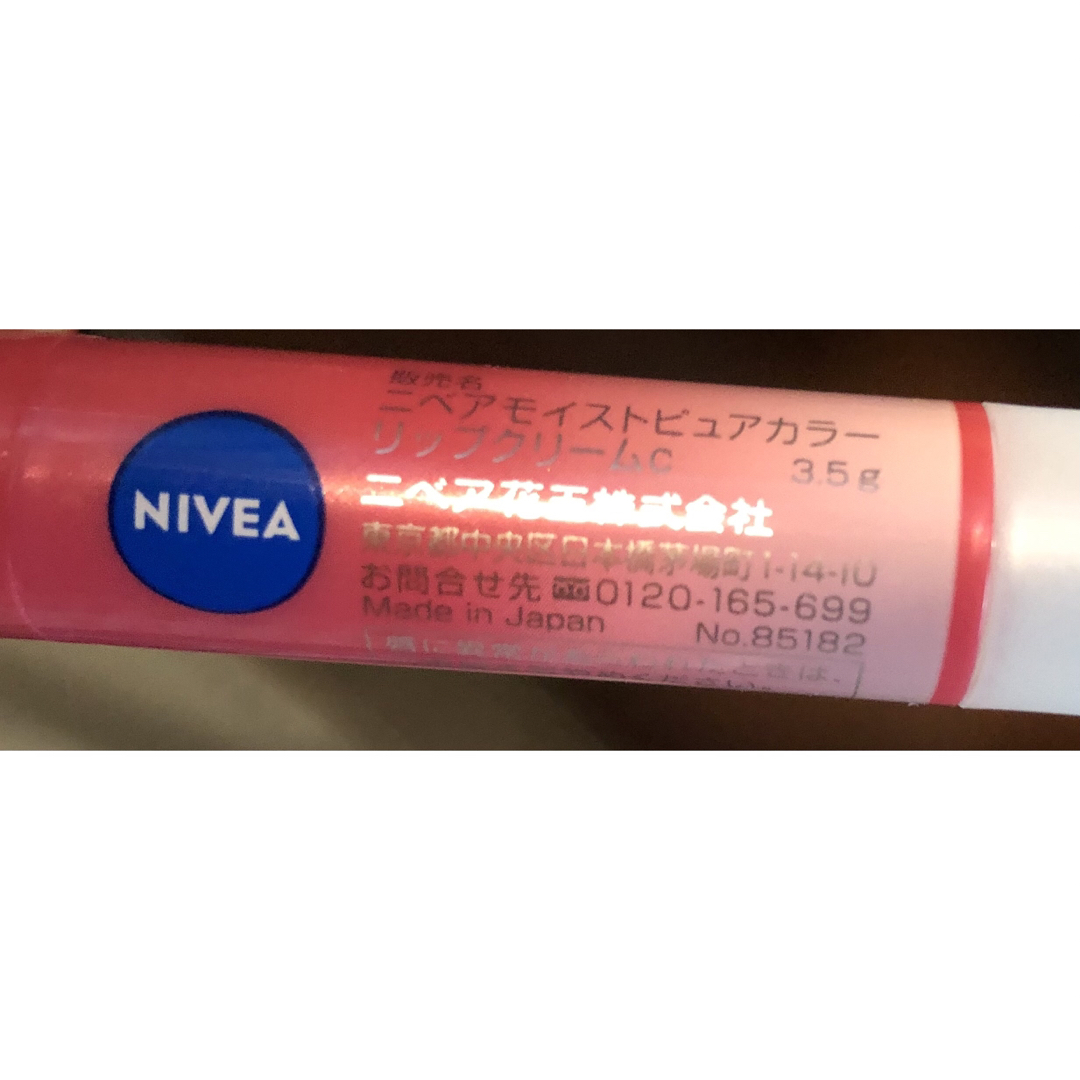 NIVEA
販売名
ニベアモイストピュアカラー
リップクリームC 3.5g
ニベア花王株式会社
東京都中央区日本橋茅場町1-14-10
お問合せ先 0120-165-699
Made in Japan No.85182
ときは、